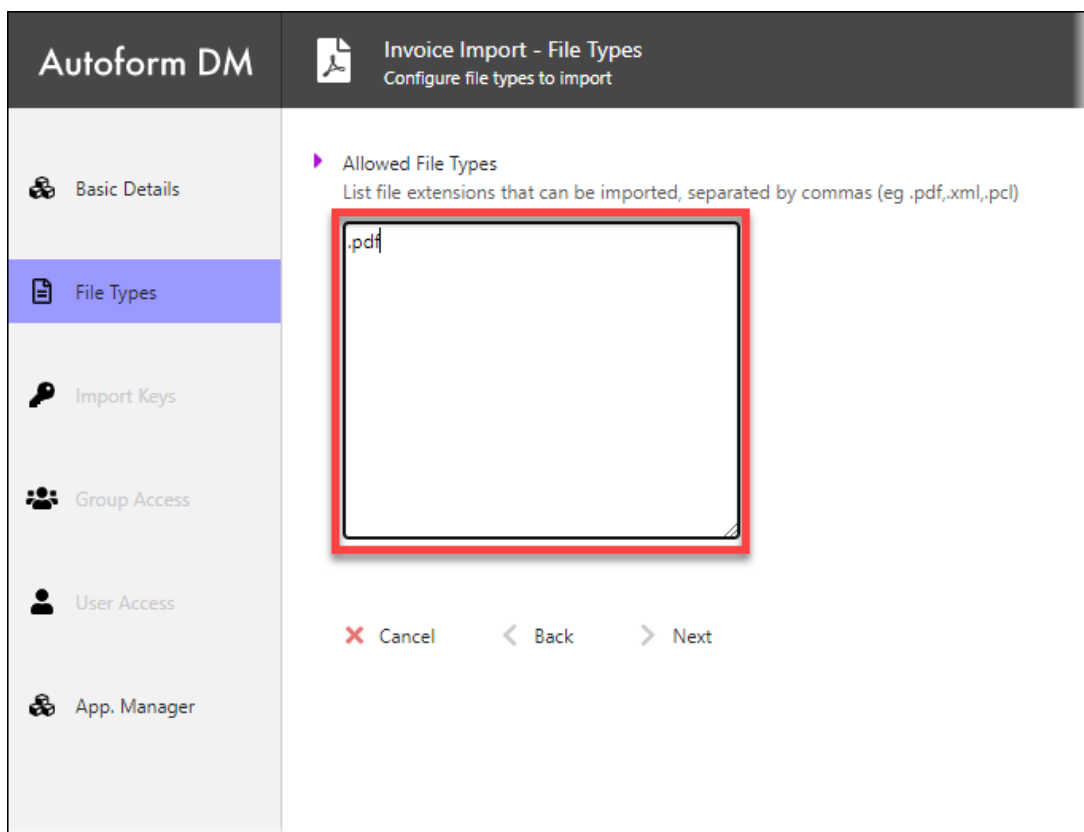 Autoform DM
Invoice Import - File Types
Configure file types to import
Basic Details
File Types
Import Keys
Group Access
User Access
App. Manager
Allowed File Types
List file extensions that can be imported, separated by commas (eg .pdf,.xml,.pcl)
.pdf
Cancel
Back
Next